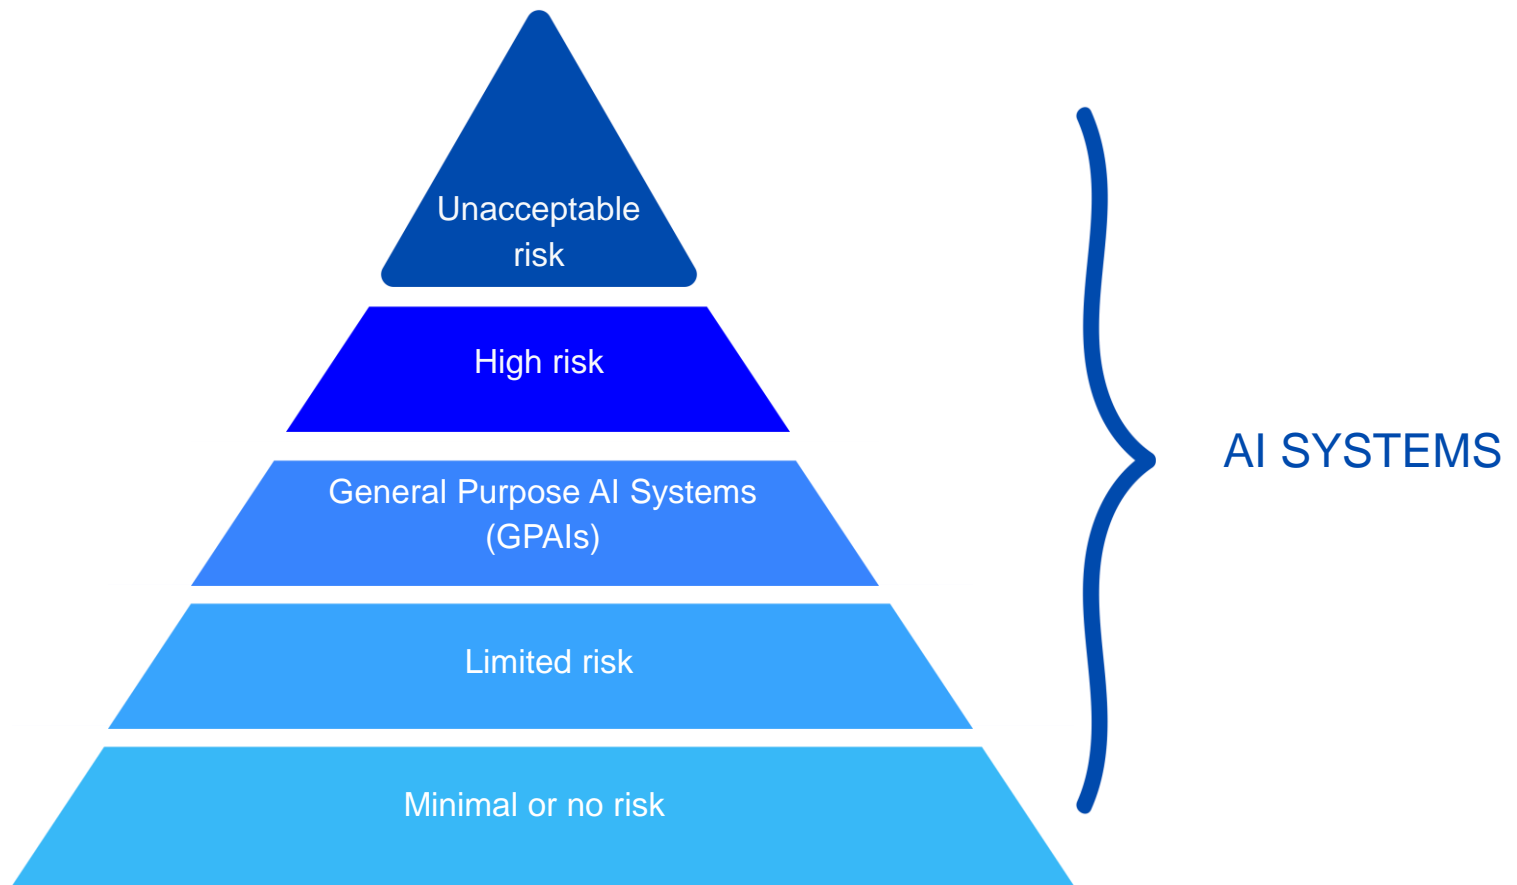 Unacceptable
risk
High risk
General Purpose AI Systems
(GPAIs)
Limited risk
Minimal or no risk
AI SYSTEMS